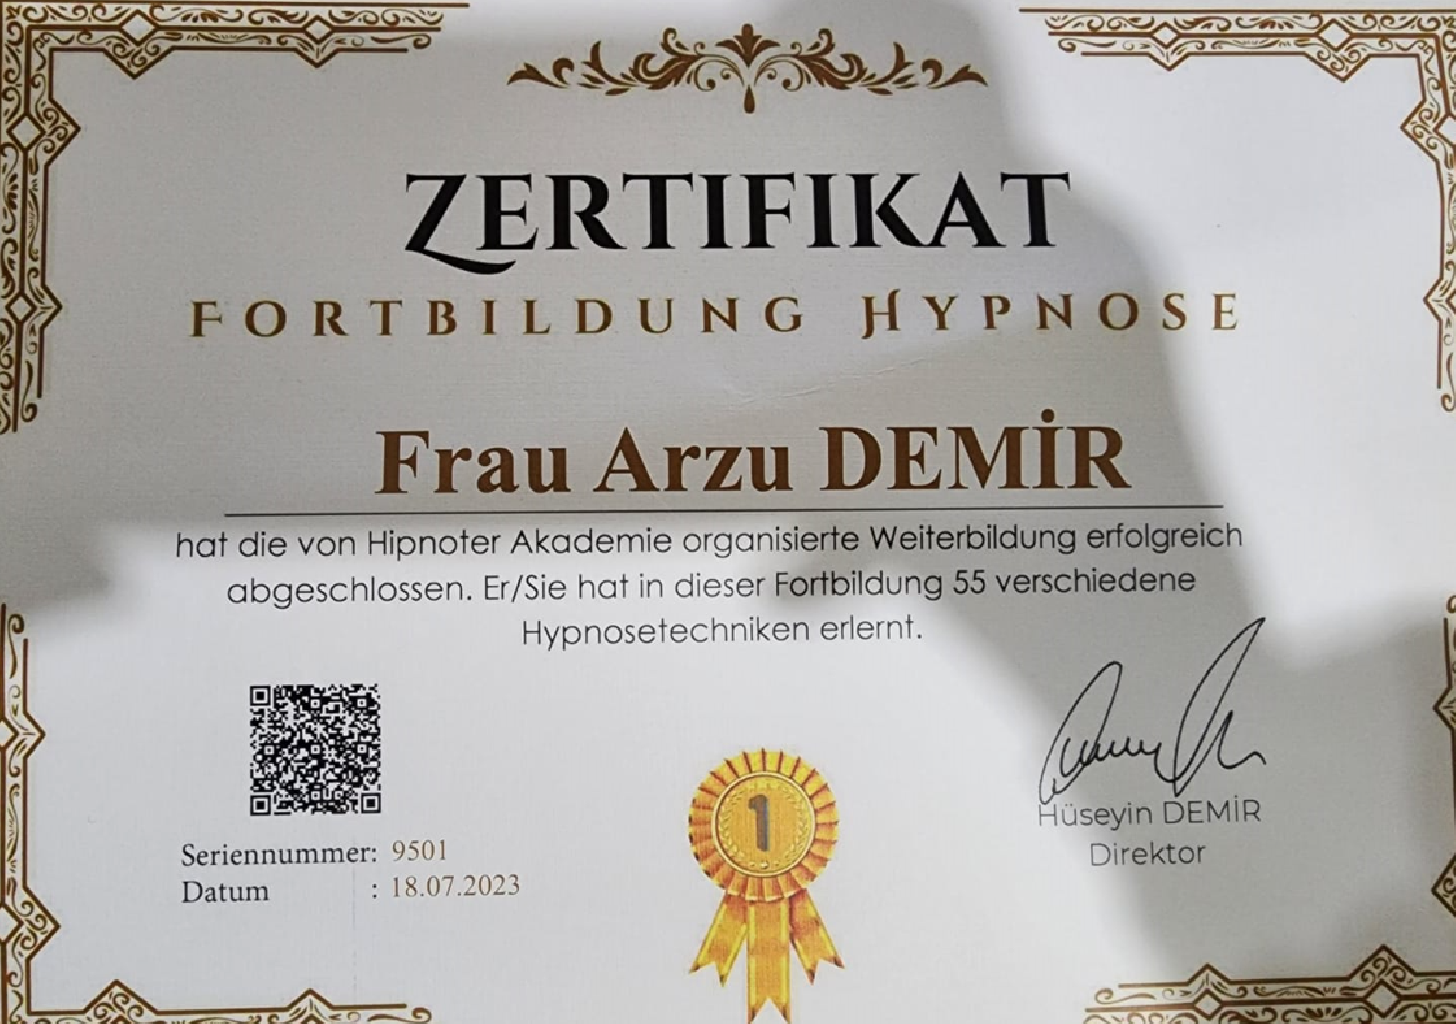 ZERTIFIKAT
FORTBILDUNG HYPNOSE
Frau Arzu DEMİR
hat die von Hipnoter Akademie organisierte Weiterbildung erfolgreich
abgeschlossen. Er/Sie hat in dieser Fortbildung 55 verschiedene
Hypnosetechniken erlernt.
Seriennummer: 9501
Datum : 18.07.2023
1
Hüseyin DEMİR
Direktor